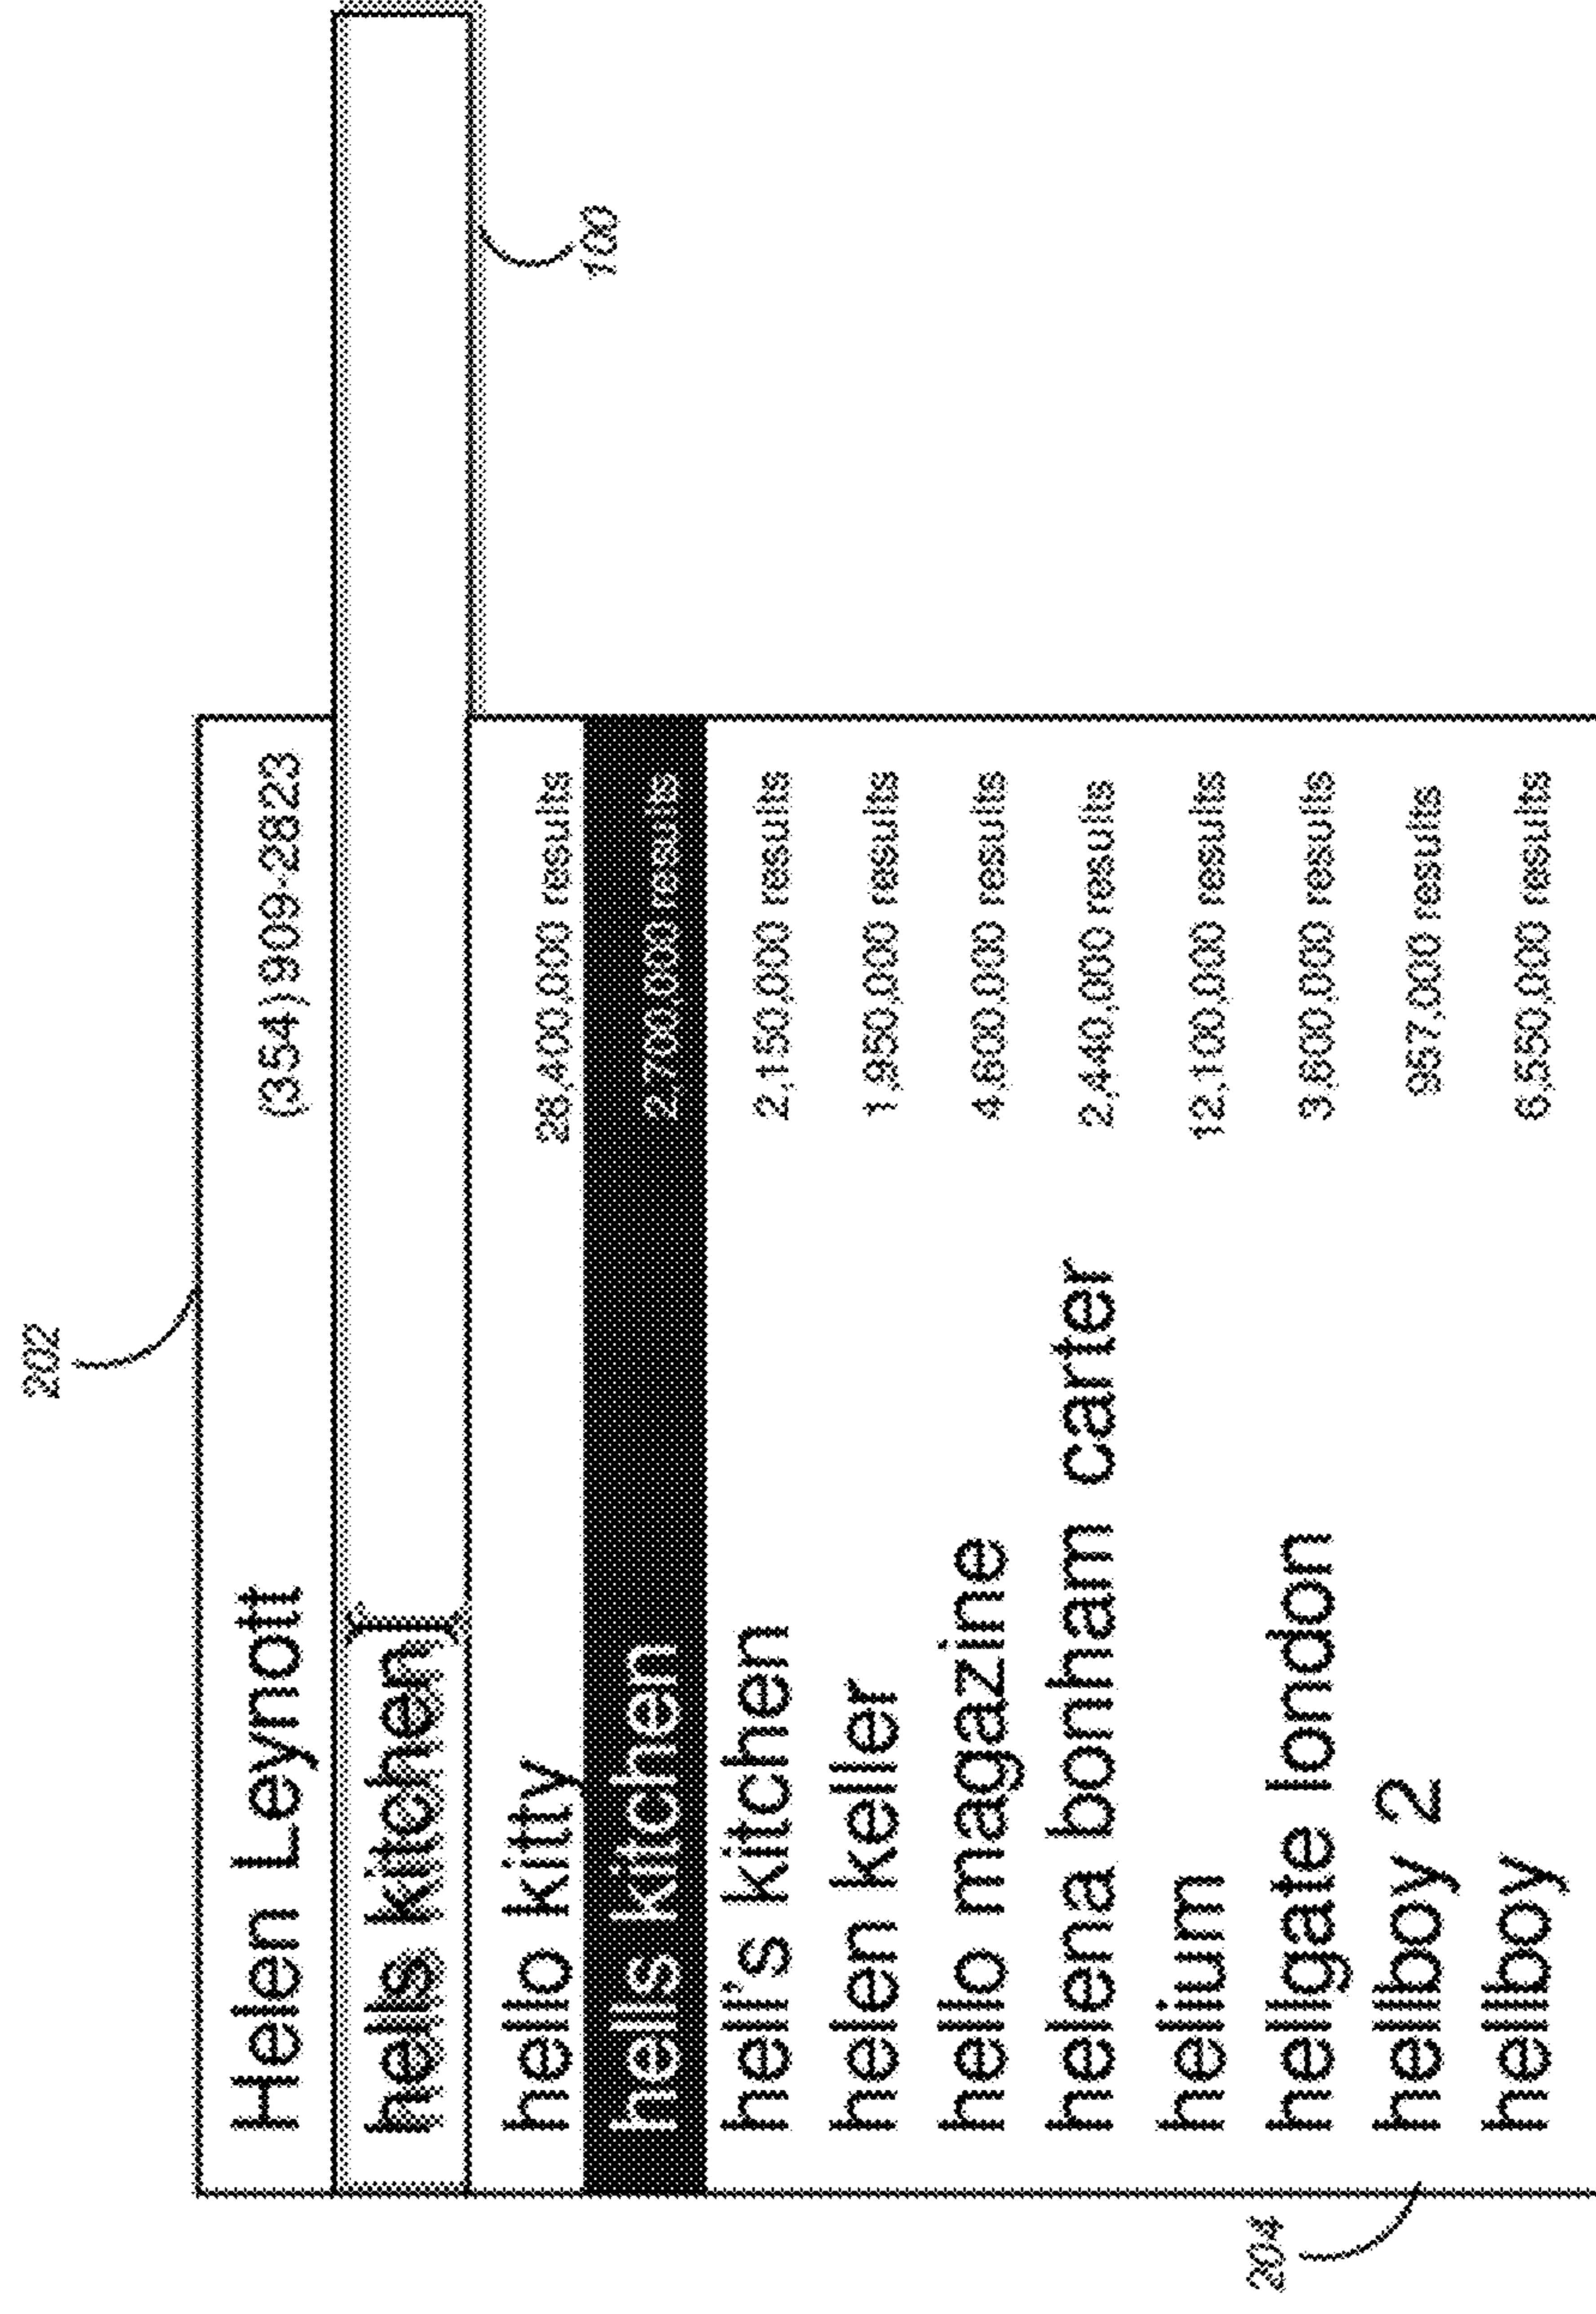 202
Helen Leynott (354) 909-2823
hells kitchen
100
hello kitty 28,400,000 results
hells kitchen 2,700,000 results
hell's kitchen 2,150,000 results
helen keller 1,950,000 results
hello magazine 4,600,000 results
helena bonham carter 2,440,000 results
helium 12,100,000 results
hellgate london 3,600,000 results
hellboy 2 957,000 results
hellboy 6,550,000 results
204